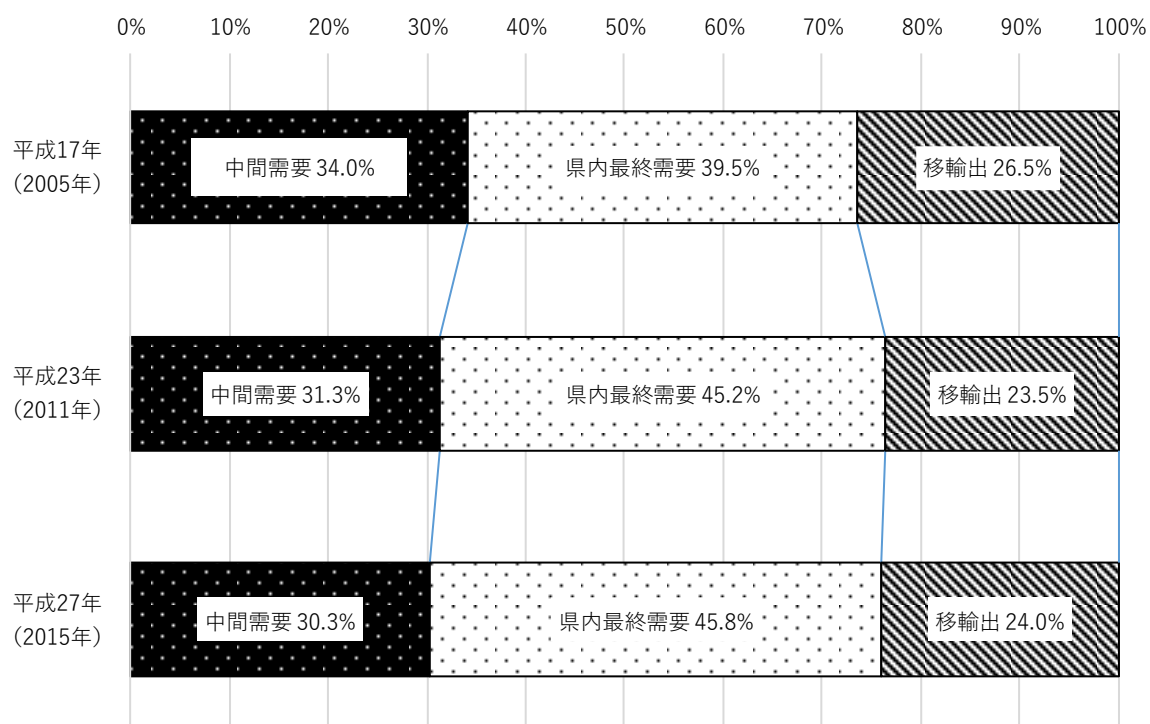 0% 10% 20% 30% 40% 50% 60% 70% 80% 90% 100%
平成17年
（2005年）
中間需要 34.0%
県内最終需要 39.5%
移輸出 26.5%
平成23年
（2011年）
中間需要 31.3%
県内最終需要 45.2%
移輸出 23.5%
平成27年
（2015年）
中間需要 30.3%
県内最終需要 45.8%
移輸出 24.0%